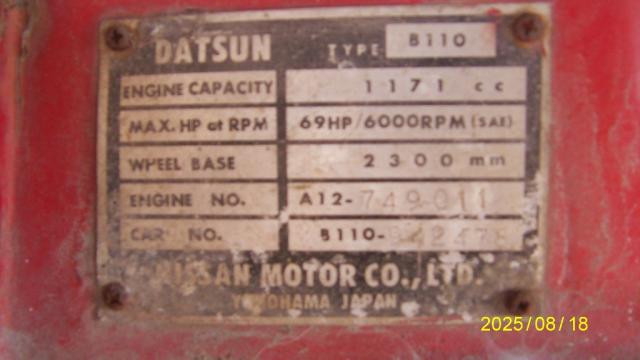 DATSUN TYPE B110
ENGINE CAPACITY 1171 cc
MAX. HP at RPM 69HP/6000RPM (SAE)
WHEEL BASE 2300 mm
ENGINE NO. A12-749011
CAR NO. B110-
NISSAN MOTOR CO., LTD.
YOKOHAMA JAPAN
2025/08/18